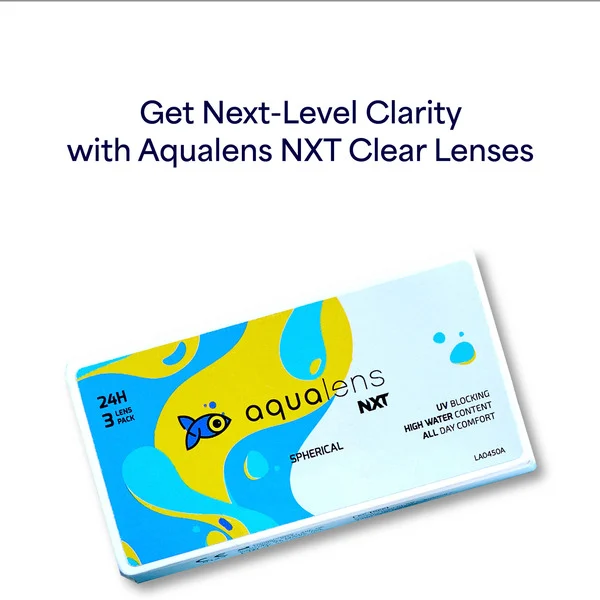 Get Next-Level Clarity
with Aqualens NXT Clear Lenses
24H
3 LENS PACK
aqualens
NXT
SPHERICAL
UV BLOCKING
HIGH WATER CONTENT
ALL DAY COMFORT
LA0450A